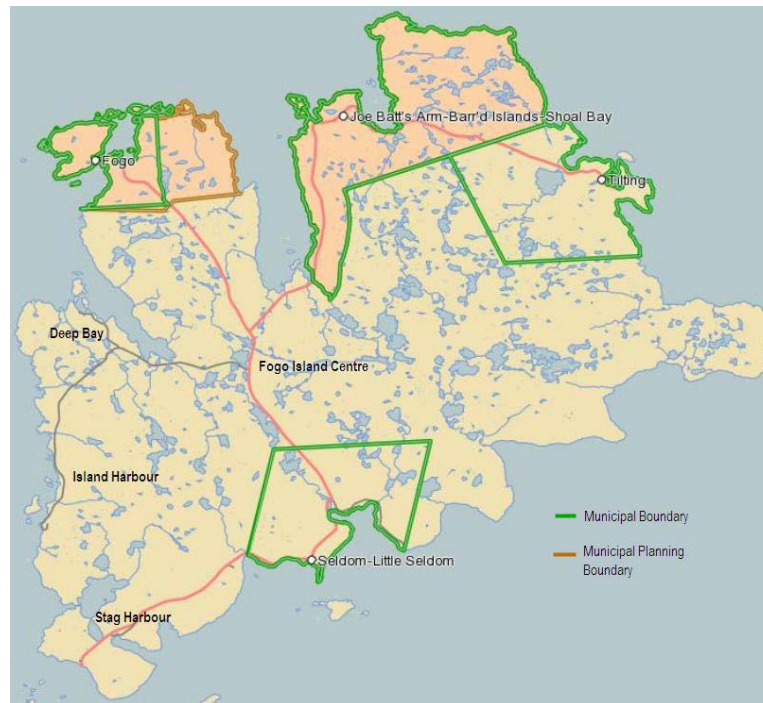 Joe Batt's Arm-Barr'd Islands-Shoal Bay
Fogo
Tilting
Deep Bay
Fogo Island Centre
Island Harbour
Municipal Boundary
Municipal Planning
Boundary
Seldom-Little Seldom
Stag Harbour